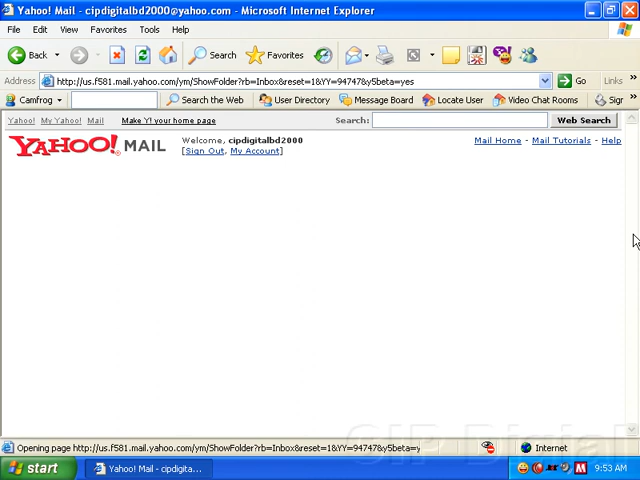 Yahoo! Mail - cipdigitalbd2000@yahoo.com - Microsoft Internet Explorer
File Edit View Favorites Tools Help
Back Search Favorites
Address http://us.f581.mail.yahoo.com/ym/ShowFolder?rb=Inbox&reset=1&YY=94747&y5beta=yes Go Links »
Camfrog Search the Web User Directory Message Board Locate User Video Chat Rooms Sigr »
Yahoo! My Yahoo! Mail Make Y! your home page Search: Web Search
YAHOO! MAIL Welcome, cipdigitalbd2000 Mail Home - Mail Tutorials - Help
[Sign Out, My Account]
Opening page http://us.f581.mail.yahoo.com/ym/ShowFolder?rb=Inbox&reset=1&YY=94747&y5beta=y Internet
start Yahoo! Mail - cipdigita... 9:53 AM